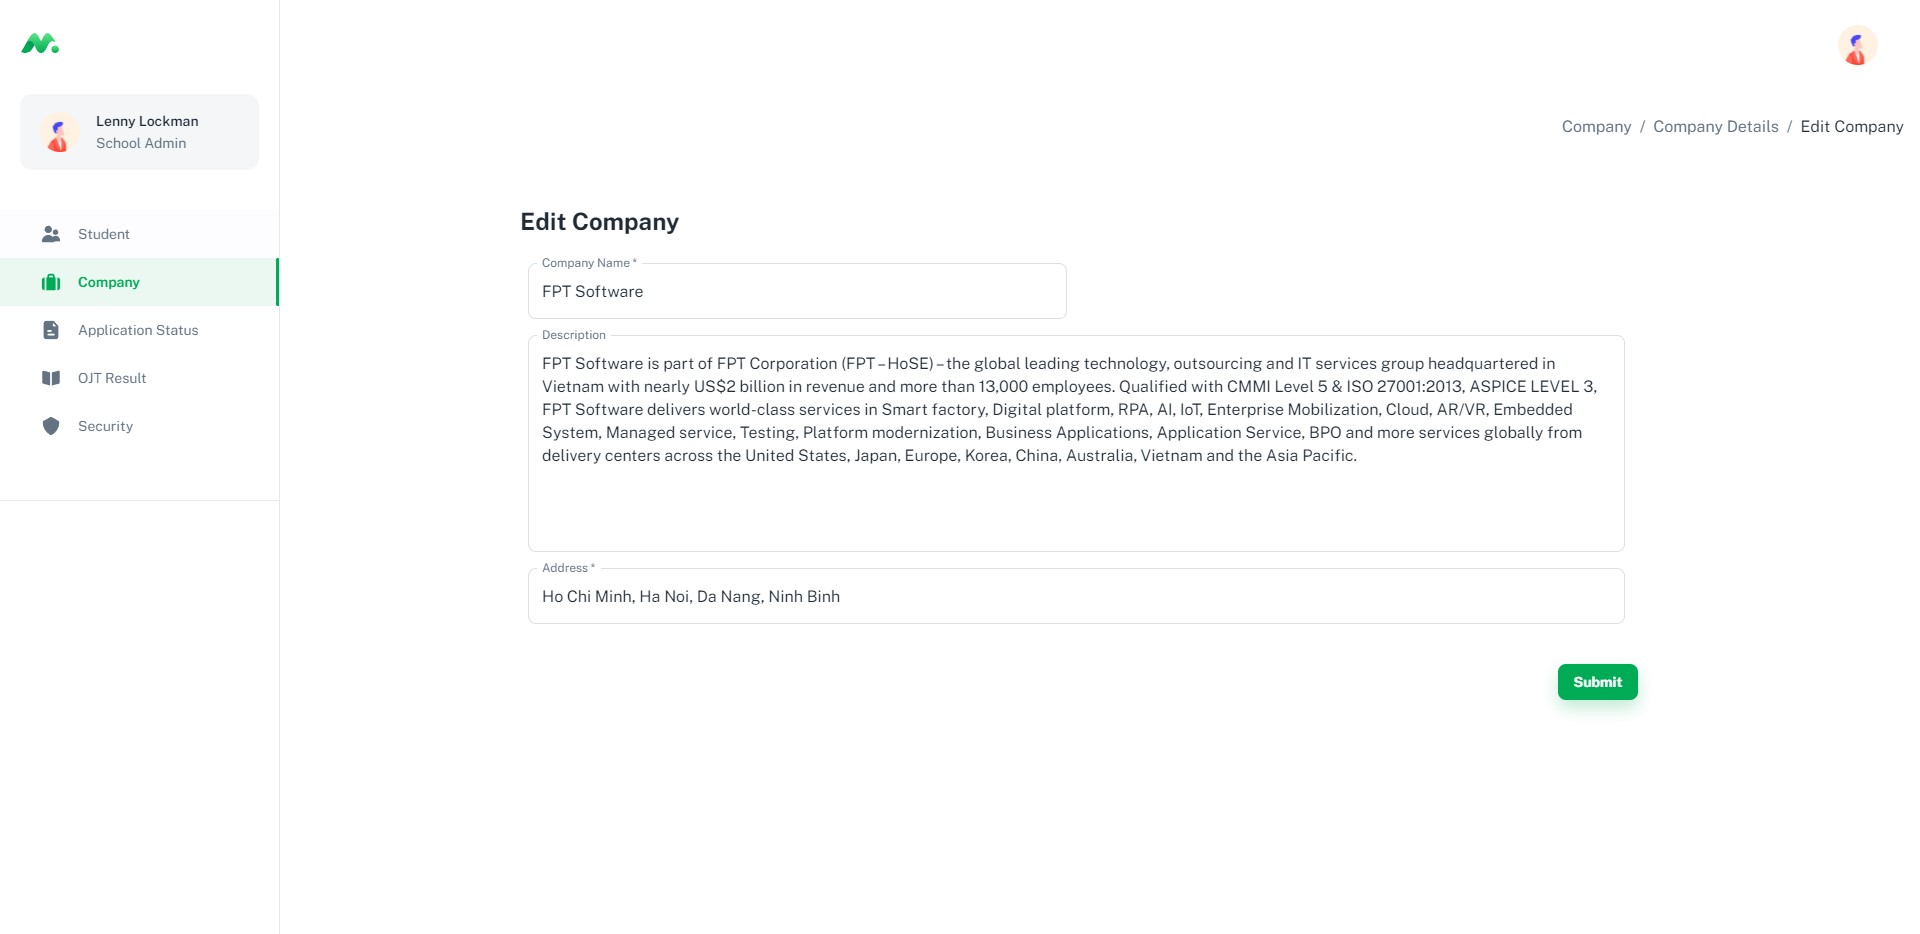 Lenny Lockman
School Admin
Student
Company
Application Status
OJT Result
Security
Company / Company Details / Edit Company
Edit Company
Company Name *
FPT Software
Description
FPT Software is part of FPT Corporation (FPT – HoSE) – the global leading technology, outsourcing and IT services group headquartered in
Vietnam with nearly US$2 billion in revenue and more than 13,000 employees. Qualified with CMMI Level 5 & ISO 27001:2013, ASPICE LEVEL 3,
FPT Software delivers world-class services in Smart factory, Digital platform, RPA, AI, IoT, Enterprise Mobilization, Cloud, AR/VR, Embedded
System, Managed service, Testing, Platform modernization, Business Applications, Application Service, BPO and more services globally from
delivery centers across the United States, Japan, Europe, Korea, China, Australia, Vietnam and the Asia Pacific.
Address *
Ho Chi Minh, Ha Noi, Da Nang, Ninh Binh
Submit